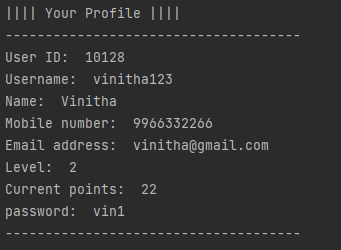 |||| Your Profile ||||
-------------------------------------
User ID:  10128
Username:  vinitha123
Name:  Vinitha
Mobile number:  9966332266
Email address:  vinitha@gmail.com
Level:  2
Current points:  22
password:  vin1
-------------------------------------